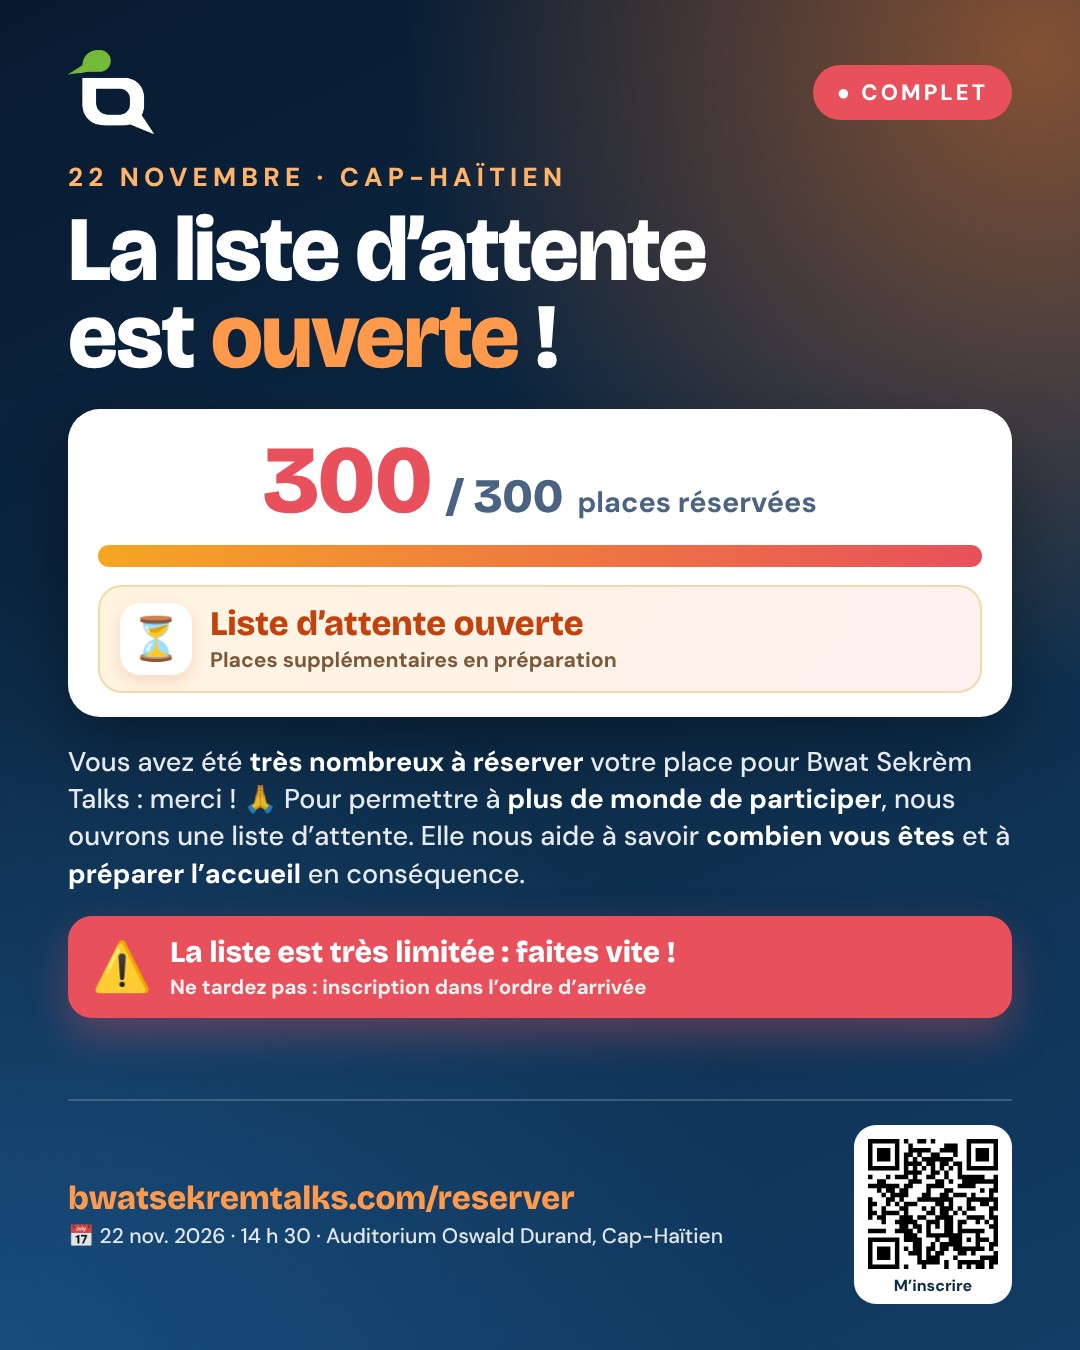 • COMPLET
22 NOVEMBRE · CAP-HAÏTIEN
La liste d’attente
est ouverte !
300 / 300 places réservées
Liste d’attente ouverte
Places supplémentaires en préparation
Vous avez été très nombreux à réserver votre place pour Bwat Sekrèm
Talks : merci ! 🙏 Pour permettre à plus de monde de participer, nous
ouvrons une liste d’attente. Elle nous aide à savoir combien vous êtes et à
préparer l’accueil en conséquence.
La liste est très limitée : faites vite !
Ne tardez pas : inscription dans l’ordre d’arrivée
bwatsekremtalks.com/reserver
📅 22 nov. 2026 · 14 h 30 · Auditorium Oswald Durand, Cap-Haïtien
M’inscrire